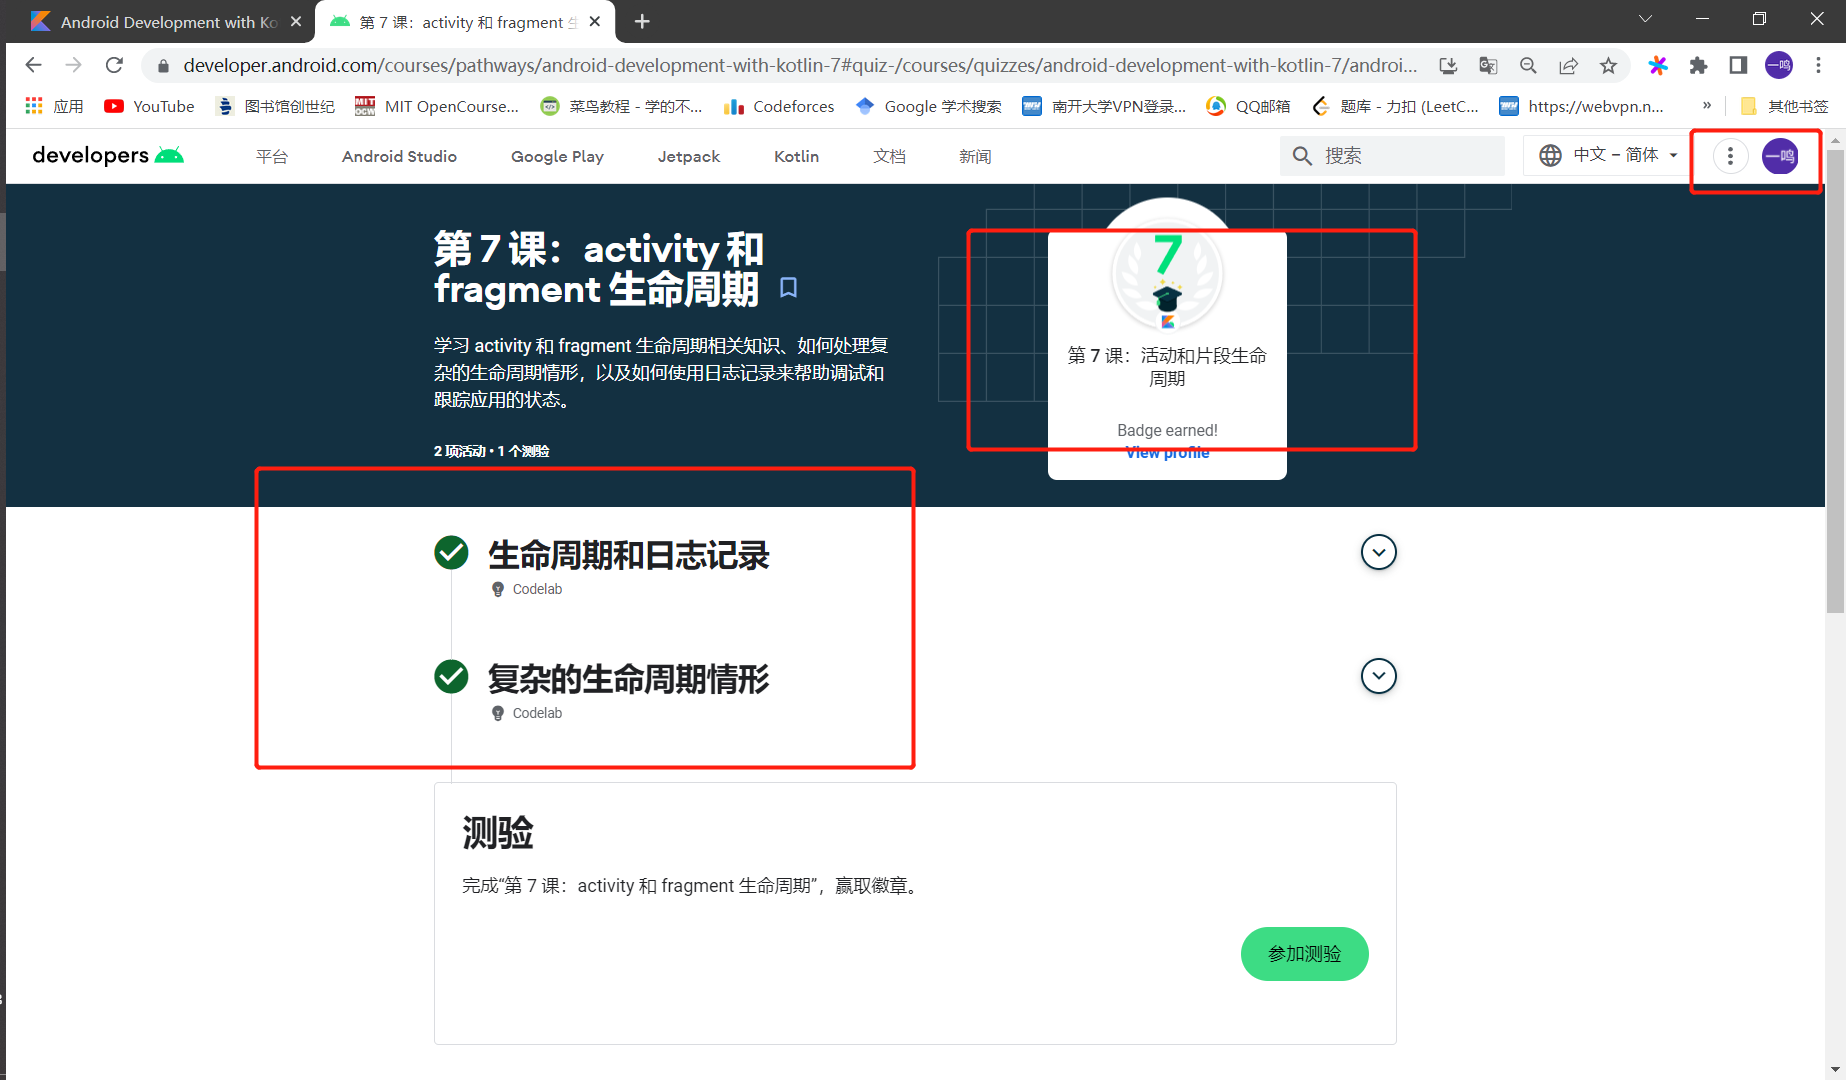 Android Development with Ko
第 7 课：activity 和 fragment 生
developer.android.com/courses/pathways/android-development-with-kotlin-7#quiz-/courses/quizzes/android-development-with-kotlin-7/androi...
一鸣
应用
YouTube
图书馆创世纪
MIT OpenCourse...
菜鸟教程 - 学的不...
Codeforces
Google 学术搜索
南开大学VPN登录...
QQ邮箱
题库 - 力扣 (LeetC...
https://webvpn.n...
»
其他书签
developers
平台
Android Studio
Google Play
Jetpack
Kotlin
文档
新闻
搜索
中文 – 简体
一鸣
第 7 课：activity 和
fragment 生命周期
学习 activity 和 fragment 生命周期相关知识、如何处理复
杂的生命周期情形，以及如何使用日志记录来帮助调试和
跟踪应用的状态。
2 项活动 • 1 个测验
7
第 7 课：活动和片段生命
周期
Badge earned!
View profile
生命周期和日志记录
Codelab
复杂的生命周期情形
Codelab
测验
完成“第 7 课：activity 和 fragment 生命周期”，赢取徽章。
参加测验